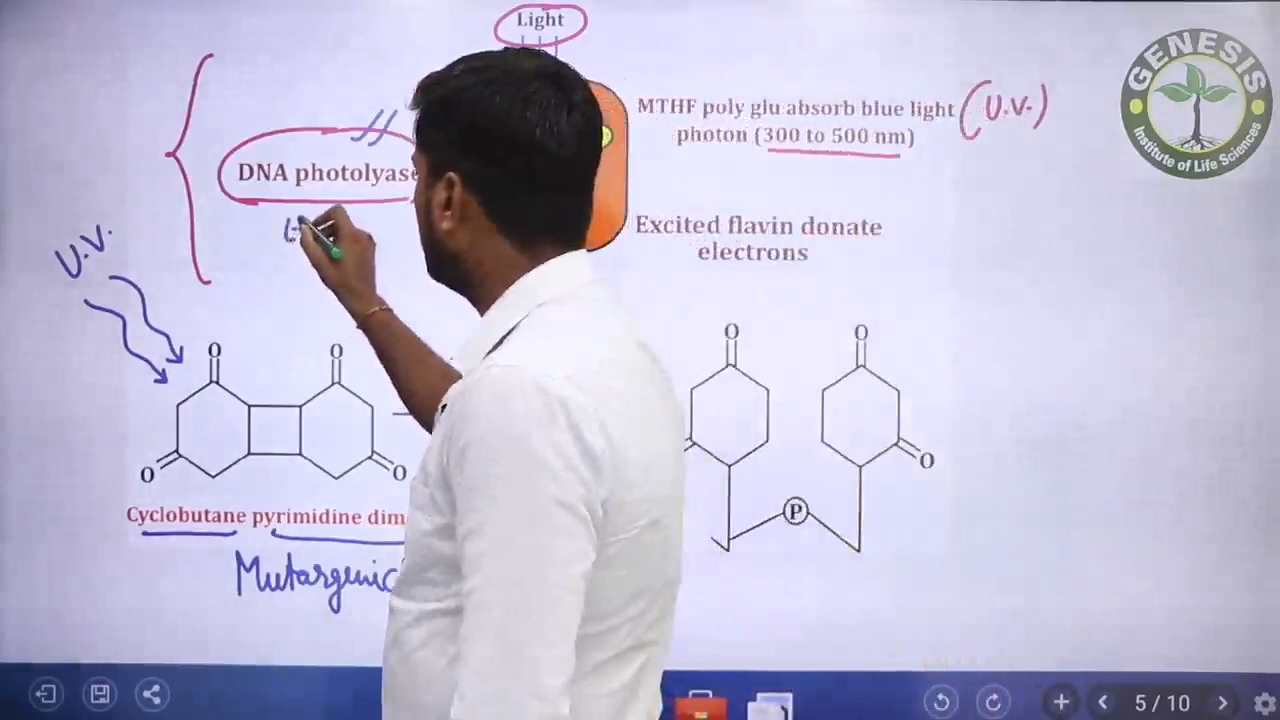 Light
MTHF poly glu absorb blue light (U.V.)
photon (300 to 500 nm)
DNA photolyase
Excited flavin donate
electrons
U.V.
O
O
O
O
O
O
O
Cyclobutane pyrimidine dim
P
Mutargenic
GENESIS
Institute of Life Sciences
5 / 10